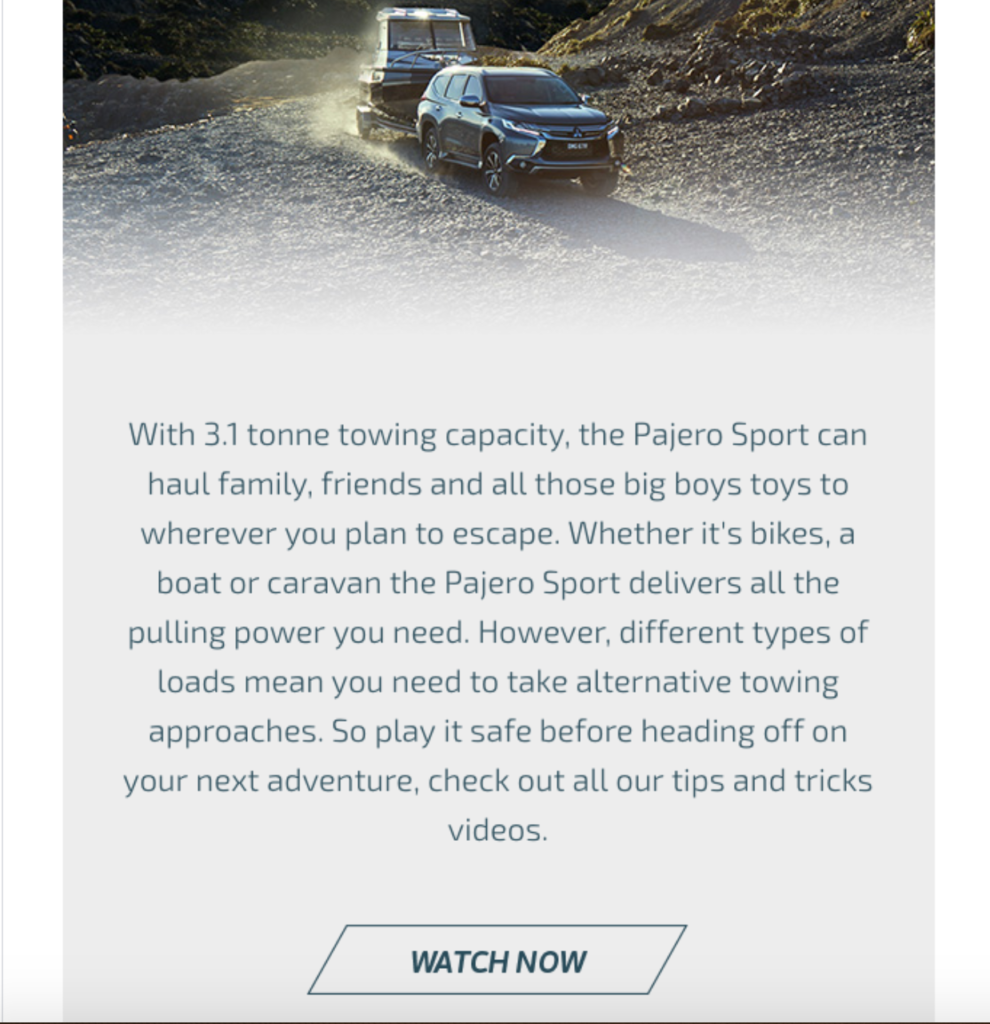 With 3.1 tonne towing capacity, the Pajero Sport can
haul family, friends and all those big boys toys to
wherever you plan to escape. Whether it's bikes, a
boat or caravan the Pajero Sport delivers all the
pulling power you need. However, different types of
loads mean you need to take alternative towing
approaches. So play it safe before heading off on
your next adventure, check out all our tips and tricks
videos.
WATCH NOW